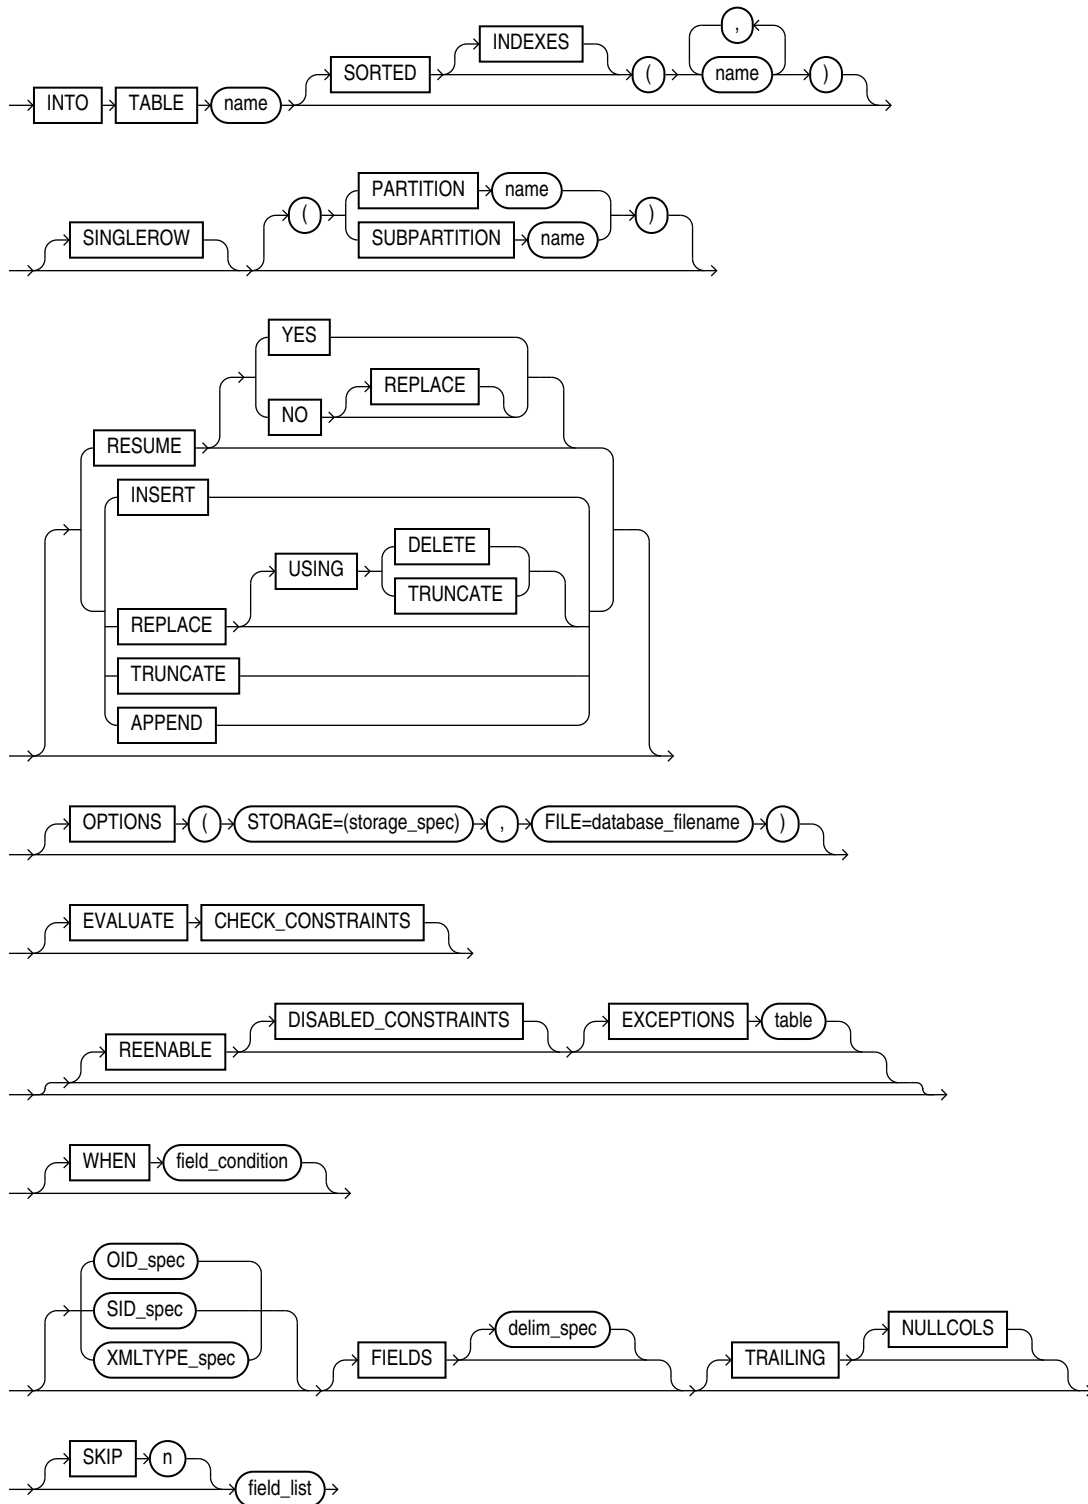 INDEXES ,
SORTED ( name )
INTO TABLE name
PARTITION name
SINGLEROW ( )
SUBPARTITION name
YES
REPLACE
NO
RESUME
INSERT
DELETE
USING
TRUNCATE
REPLACE
TRUNCATE
APPEND
OPTIONS ( STORAGE=(storage_spec) , FILE=database_filename )
EVALUATE CHECK_CONSTRAINTS
DISABLED_CONSTRAINTS EXCEPTIONS table
REENABLE
WHEN field_condition
OID_spec
SID_spec delim_spec NULLCOLS
XMLTYPE_spec FIELDS TRAILING
SKIP n
field_list